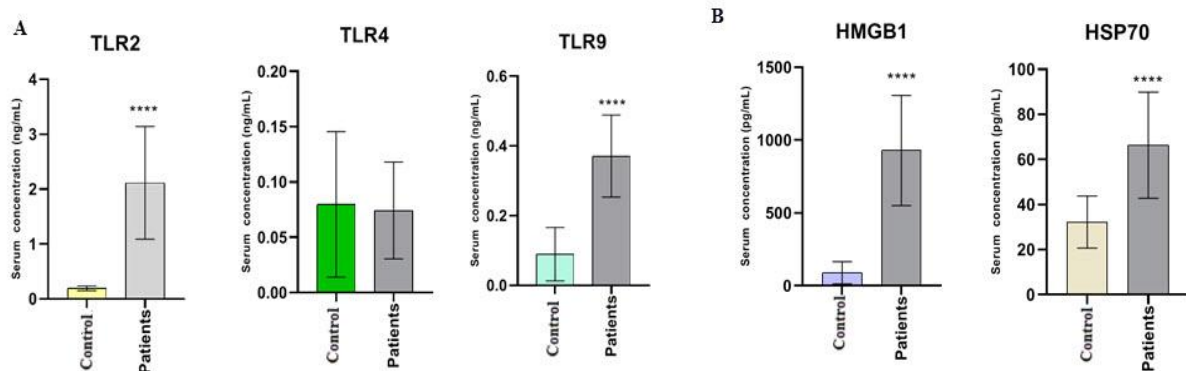 A
TLR2
Serum concentration (ng/mL)
4
3
2
1
0
****
Control
Patients
TLR4
Serum concentration (ng/mL)
0.20
0.15
0.10
0.05
0.00
Control
Patients
TLR9
Serum concentration (ng/mL)
0.6
0.4
0.2
0.0
****
Control
Patients
B
HMGB1
Serum concentration (pg/mL)
1500
1000
500
0
****
Control
Patients
HSP70
Serum concentration (pg/mL)
100
80
60
40
20
0
****
Control
Patients